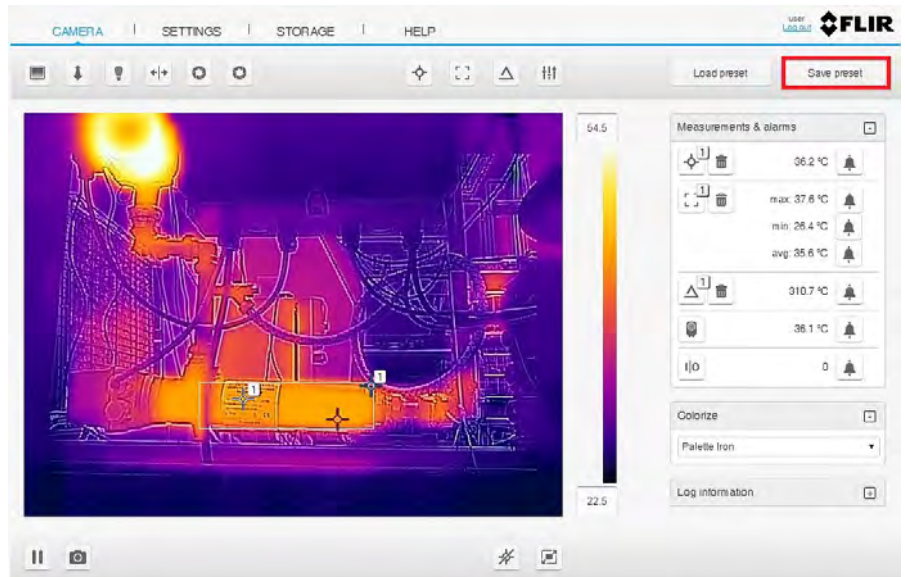 CAMERA | SETTINGS | STORAGE | HELP
user
Log out
FLIR
Load preset
Save preset
54.5
Measurements & alarms
1
36.2 °C
1
max: 37.6 °C
min: 26.4 °C
avg: 35.6 °C
1
310.7 °C
36.1 °C
I|O
0
1
1
Colorize
Palette Iron
Log information
22.5